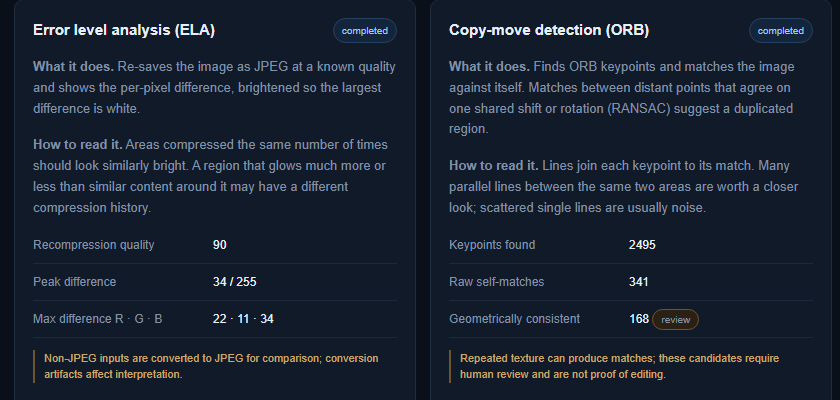 Error level analysis (ELA)
completed
What it does. Re-saves the image as JPEG at a known quality
and shows the per-pixel difference, brightened so the largest
difference is white.
How to read it. Areas compressed the same number of times
should look similarly bright. A region that glows much more or
less than similar content around it may have a different
compression history.
Recompression quality 90
Peak difference 34 / 255
Max difference R · G · B 22 · 11 · 34
Non-JPEG inputs are converted to JPEG for comparison; conversion
artifacts affect interpretation.
Copy-move detection (ORB)
completed
What it does. Finds ORB keypoints and matches the image
against itself. Matches between distant points that agree on
one shared shift or rotation (RANSAC) suggest a duplicated
region.
How to read it. Lines join each keypoint to its match. Many
parallel lines between the same two areas are worth a closer
look; scattered single lines are usually noise.
Keypoints found 2495
Raw self-matches 341
Geometrically consistent 168 review
Repeated texture can produce matches; these candidates require
human review and are not proof of editing.